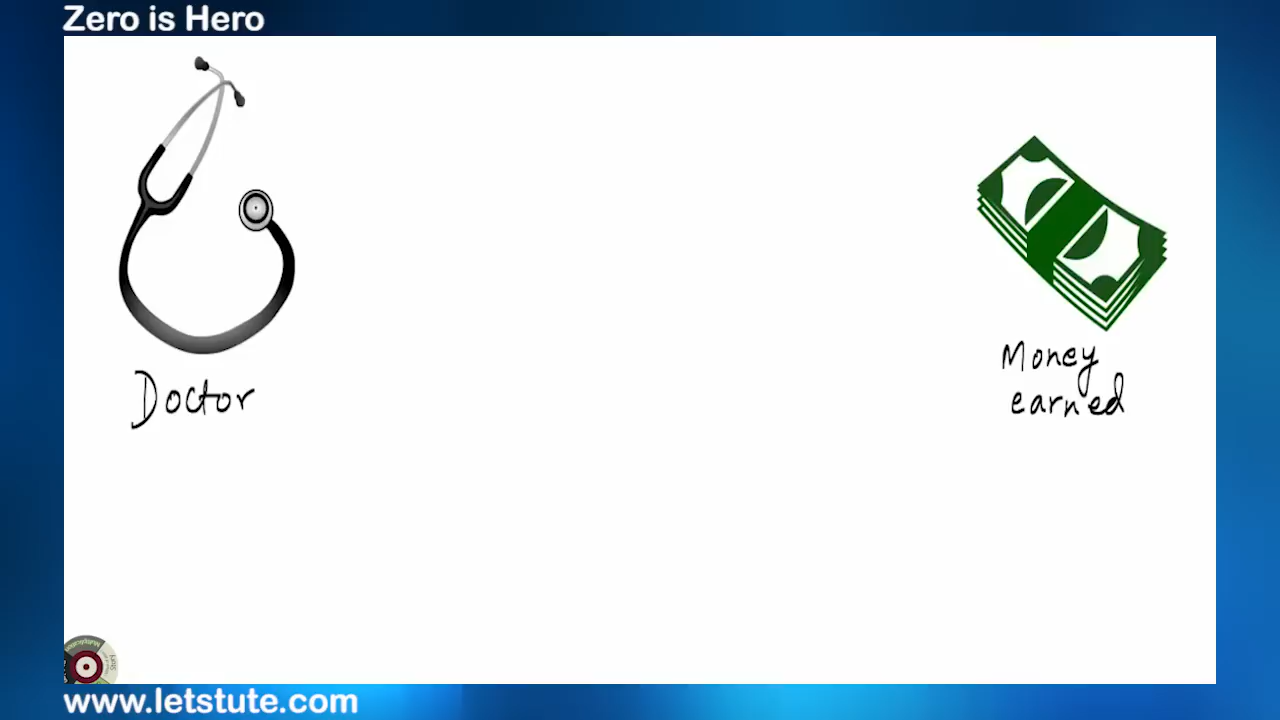 Zero is Hero
Doctor
Money
earned
www.letstute.com